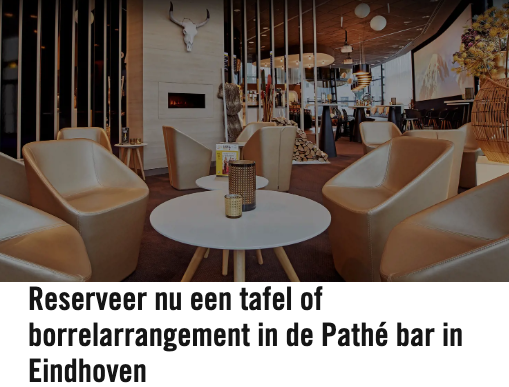 Reserveer nu een tafel of
borrelarrangement in de Pathé bar in
Eindhoven